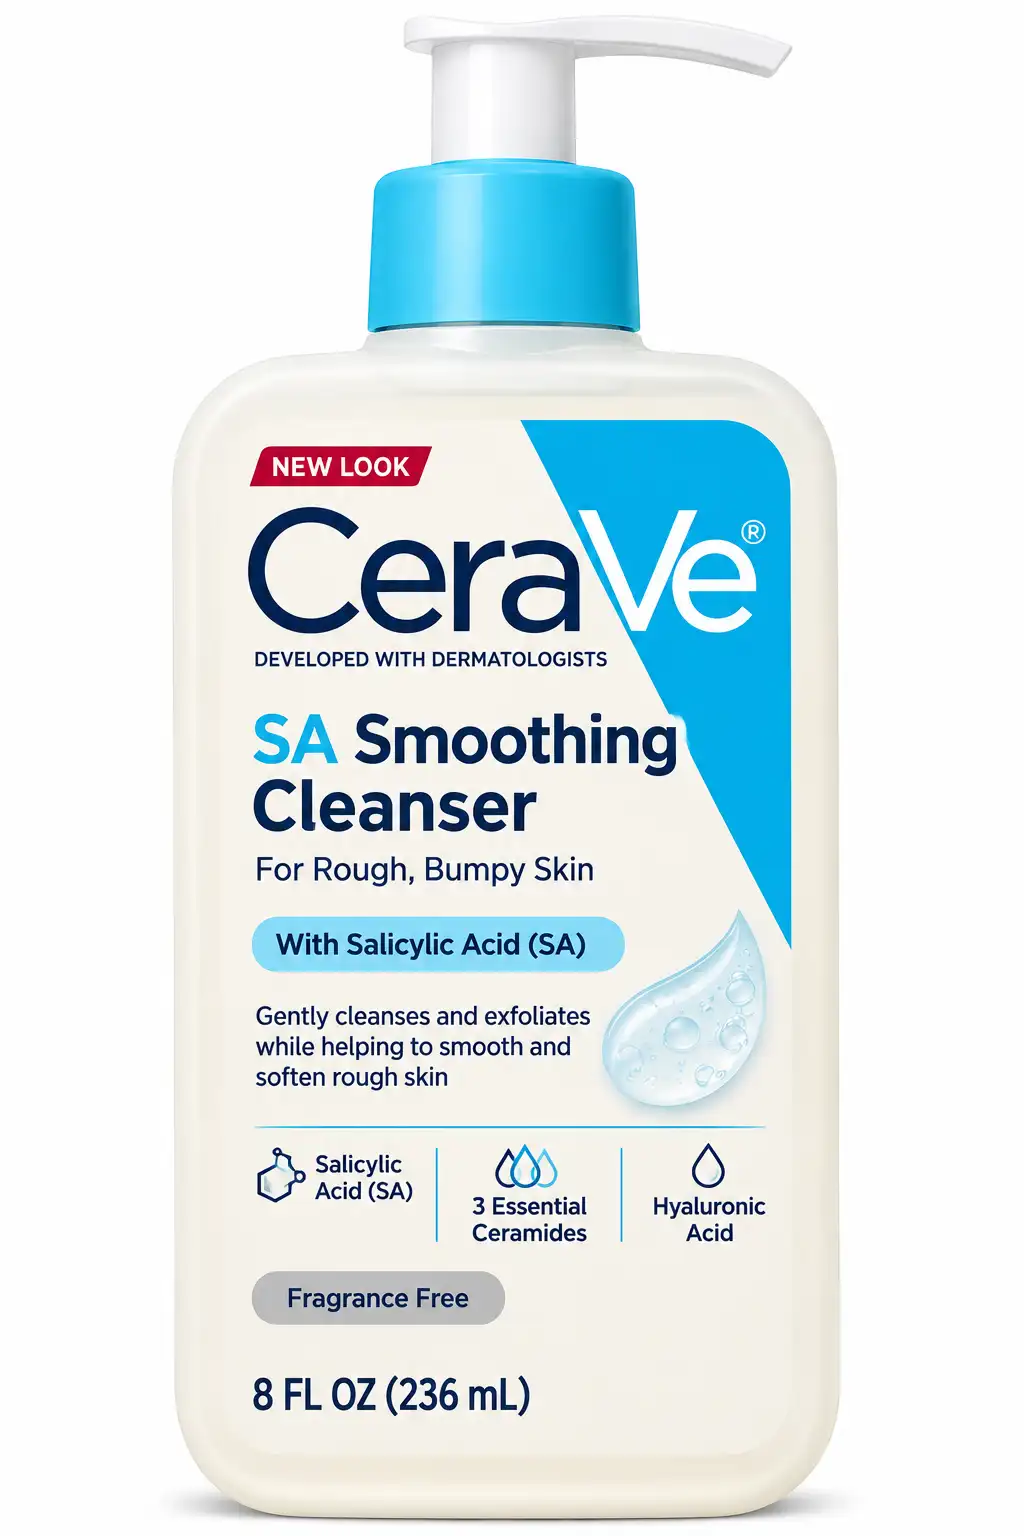 NEW LOOK
CeraVe®
DEVELOPED WITH DERMATOLOGISTS
SA Smoothing
Cleanser
For Rough, Bumpy Skin
With Salicylic Acid (SA)
Gently cleanses and exfoliates
while helping to smooth and
soften rough skin
Salicylic
Acid (SA)
3 Essential
Ceramides
Hyaluronic
Acid
Fragrance Free
8 FL OZ (236 mL)